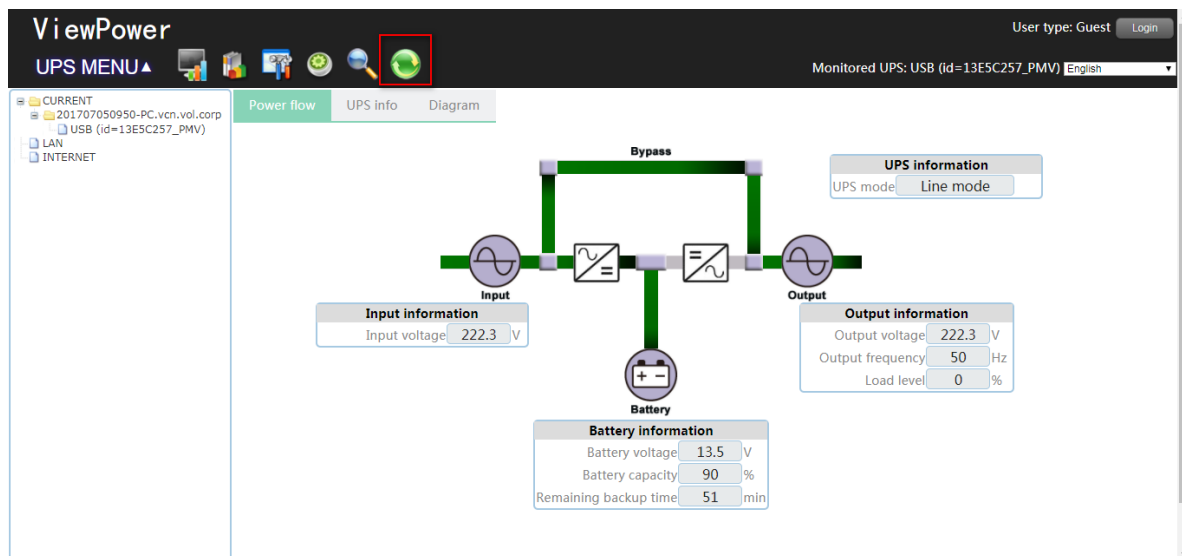 ViewPower
User type: Guest Login
UPS MENU▲
Monitored UPS: USB (id=13E5C257_PMV) English
CURRENT
201707050950-PC.vcn.vol.corp
USB (id=13E5C257_PMV)
LAN
INTERNET
Power flow UPS info Diagram
Bypass
UPS information
UPS mode Line mode
Input
Output
Input information
Input voltage 222.3 V
Output information
Output voltage 222.3 V
Output frequency 50 Hz
Load level 0 %
Battery
Battery information
Battery voltage 13.5 V
Battery capacity 90 %
Remaining backup time 51 min